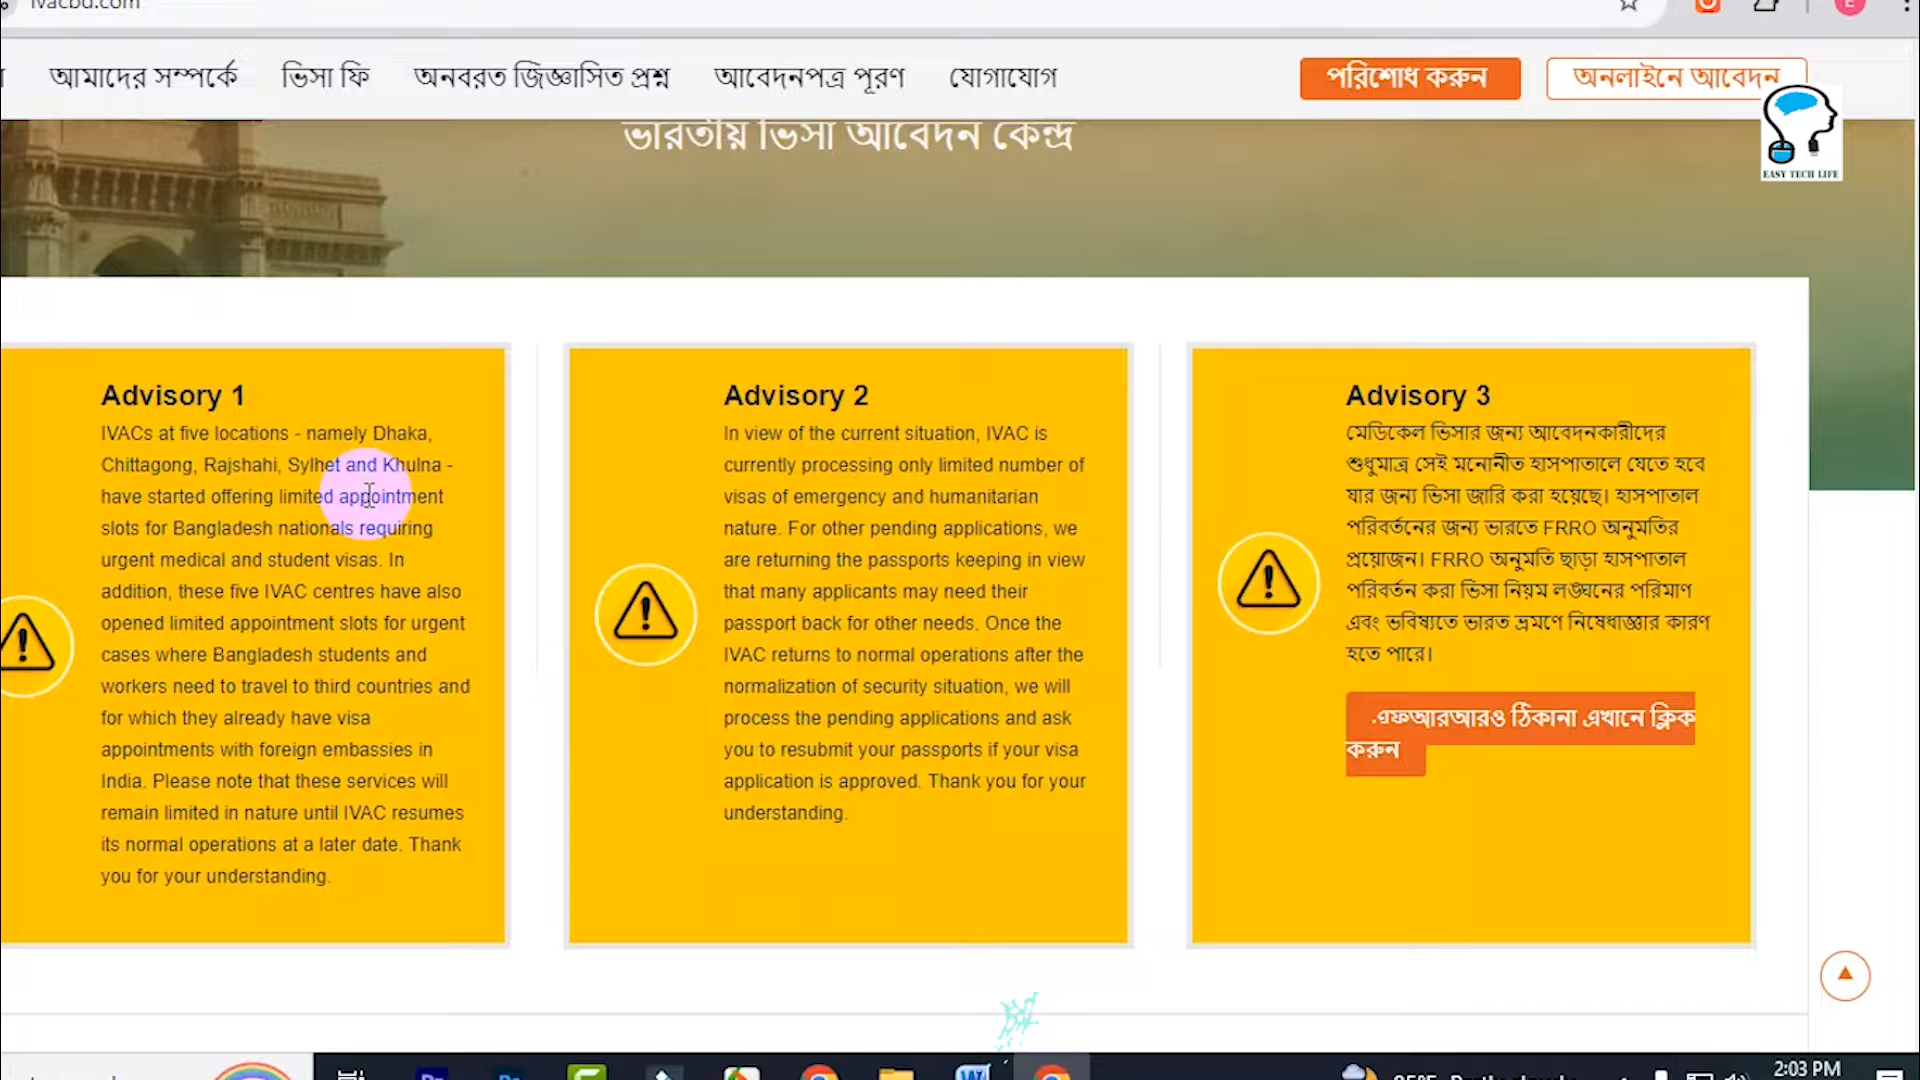 ivacbd.com
আমাদের সম্পর্কে ভিসা ফি অনবরত জিজ্ঞাসিত প্রশ্ন আবেদনপত্র পূরণ যোগাযোগ পরিশোধ করুন অনলাইনে আবেদন
ভারতীয় ভিসা আবেদন কেন্দ্র
EASY TECH LIFE
Advisory 1
IVACs at five locations - namely Dhaka,
Chittagong, Rajshahi, Sylhet and Khulna -
have started offering limited appointment
slots for Bangladesh nationals requiring
urgent medical and student visas. In
addition, these five IVAC centres have also
opened limited appointment slots for urgent
cases where Bangladesh students and
workers need to travel to third countries and
for which they already have visa
appointments with foreign embassies in
India. Please note that these services will
remain limited in nature until IVAC resumes
its normal operations at a later date. Thank
you for your understanding.
Advisory 2
In view of the current situation, IVAC is
currently processing only limited number of
visas of emergency and humanitarian
nature. For other pending applications, we
are returning the passports keeping in view
that many applicants may need their
passport back for other needs. Once the
IVAC returns to normal operations after the
normalization of security situation, we will
process the pending applications and ask
you to resubmit your passports if your visa
application is approved. Thank you for your
understanding.
Advisory 3
মেডিকেল ভিসার জন্য আবেদনকারীদের
শুধুমাত্র সেই মনোনীত হাসপাতালে যেতে হবে
যার জন্য ভিসা জারি করা হয়েছে। হাসপাতাল
পরিবর্তনের জন্য ভারতে FRRO অনুমতির
প্রয়োজন। FRRO অনুমতি ছাড়া হাসপাতাল
পরিবর্তন করা ভিসা নিয়ম লঙ্ঘনের পরিমাণ
এবং ভবিষ্যতে ভারত ভ্রমণে নিষেধাজ্ঞার কারণ
হতে পারে।
.এফআরআরও ঠিকানা এখানে ক্লিক
করুন
2:03 PM